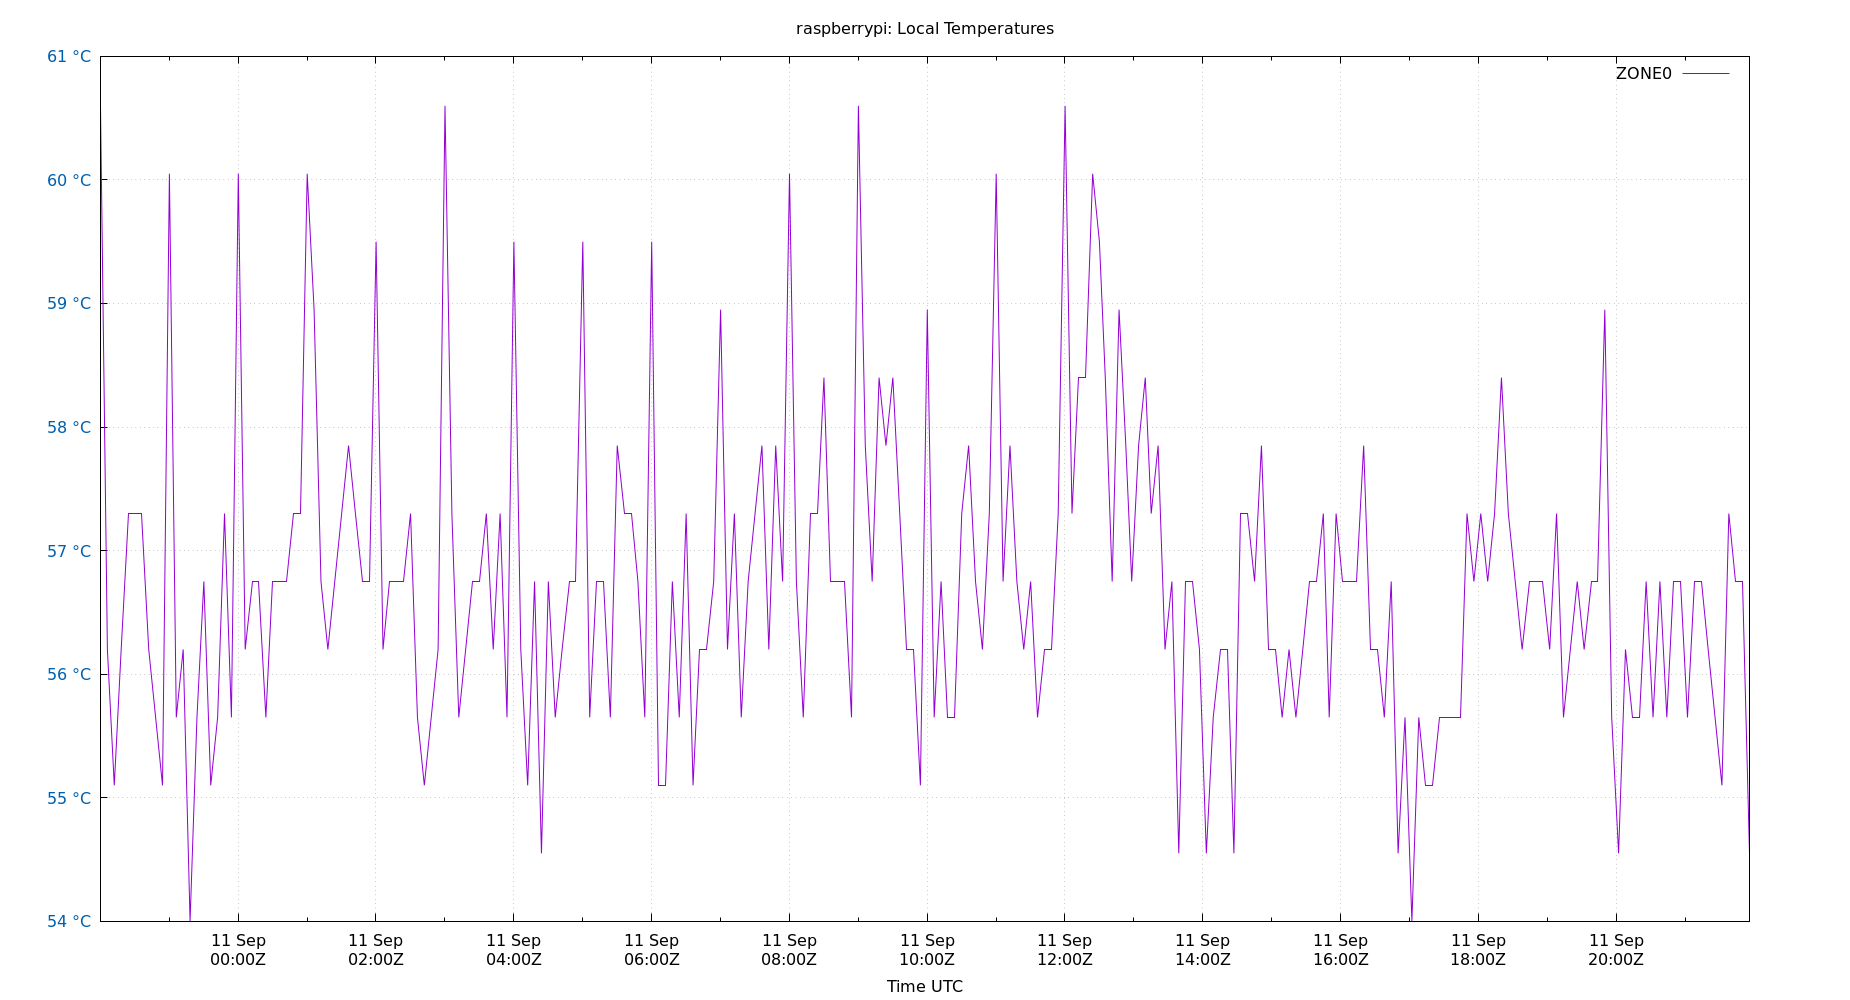 raspberrypi: Local Temperatures
61 °C
ZONE0
60 °C
59 °C
58 °C
57 °C
56 °C
55 °C
54 °C
11 Sep 11 Sep 11 Sep 11 Sep 11 Sep 11 Sep 11 Sep 11 Sep 11 Sep 11 Sep 11 Sep
00:00Z 02:00Z 04:00Z 06:00Z 08:00Z 10:00Z 12:00Z 14:00Z 16:00Z 18:00Z 20:00Z
Time UTC